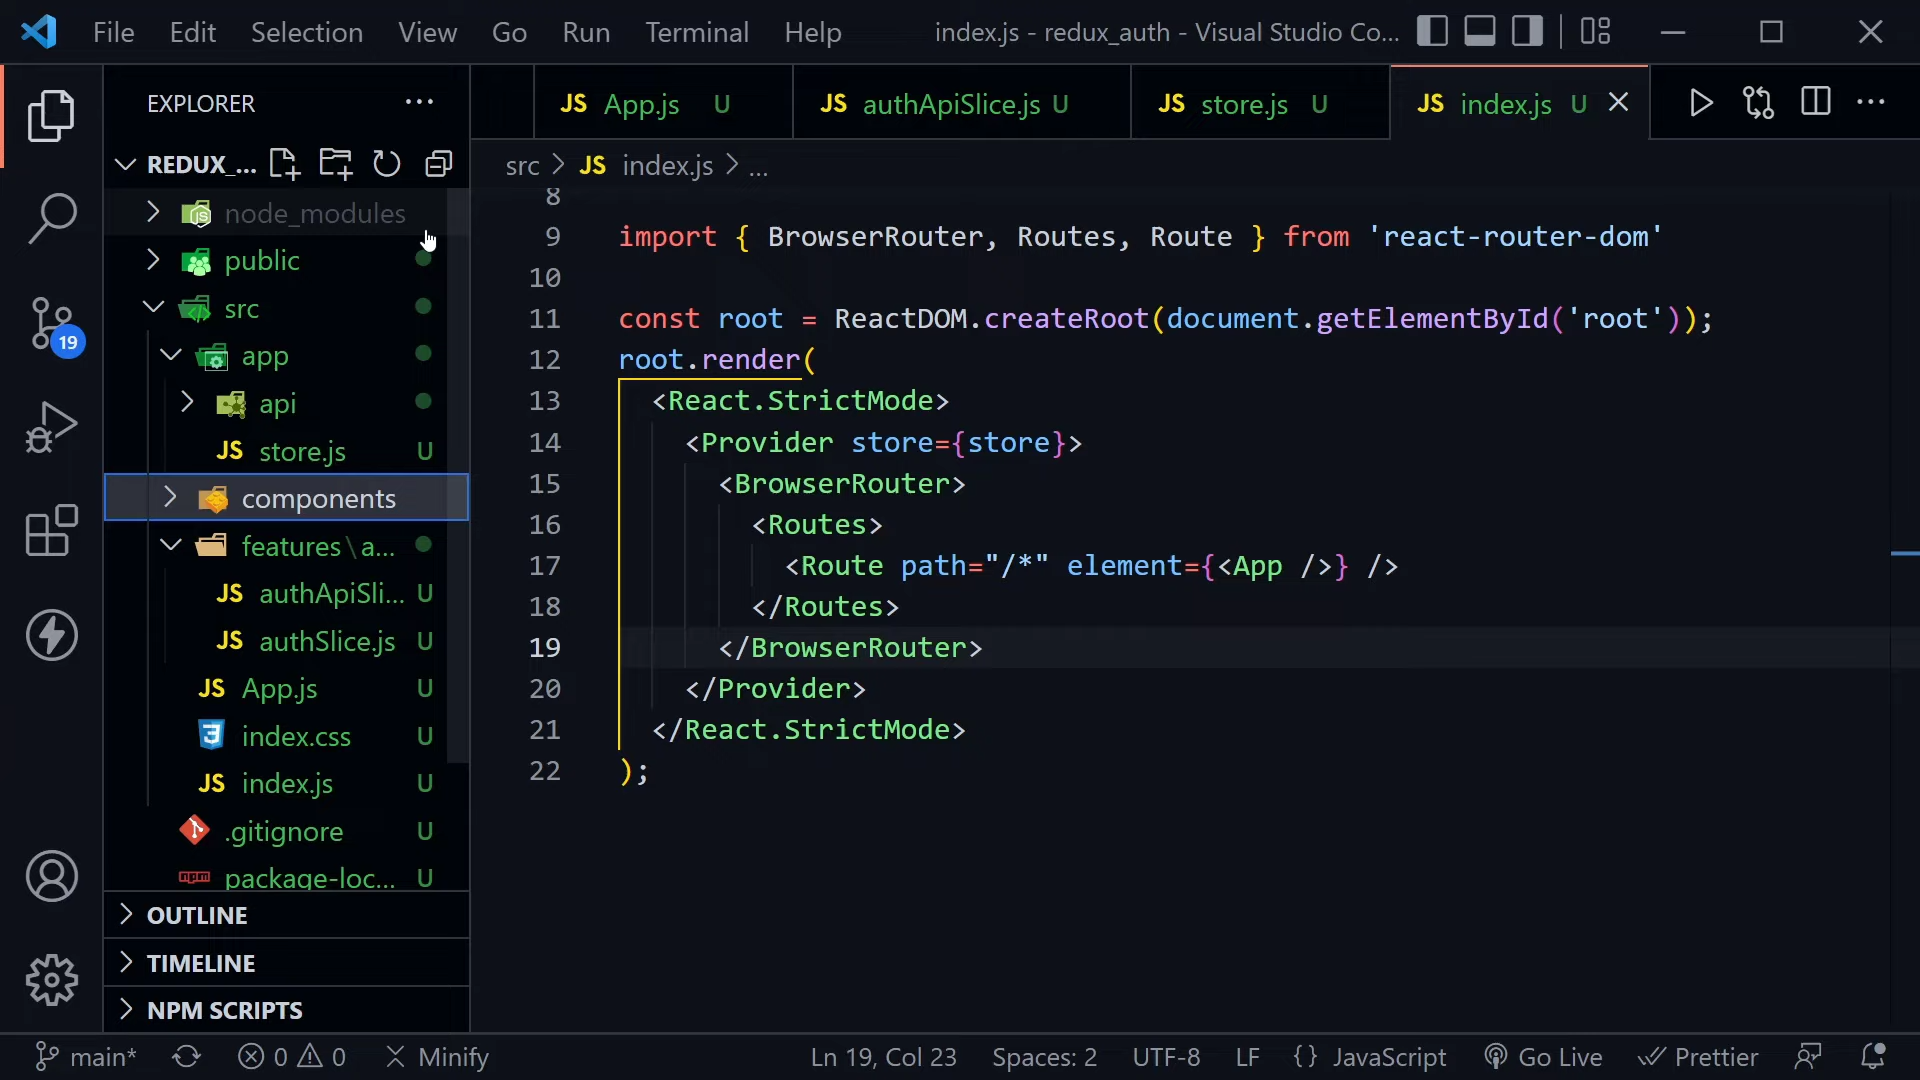 File Edit Selection View Go Run Terminal Help index.js - redux_auth - Visual Studio Co...
EXPLORER
JS App.js U JS authApiSlice.js U JS store.js U JS index.js U
REDUX_...
src > JS index.js > ...
node_modules
public
src
app
api
JS store.js U
components
features\a...
JS authApiSli... U
JS authSlice.js U
JS App.js U
index.css U
JS index.js U
.gitignore U
package-loc... U
OUTLINE
TIMELINE
NPM SCRIPTS
19
8
9 import { BrowserRouter, Routes, Route } from 'react-router-dom'
10
11 const root = ReactDOM.createRoot(document.getElementById('root'));
12 root.render(
13 <React.StrictMode>
14 <Provider store={store}>
15 <BrowserRouter>
16 <Routes>
17 <Route path="/*" element={<App />} />
18 </Routes>
19 </BrowserRouter>
20 </Provider>
21 </React.StrictMode>
22 );
main* 0 0 Minify Ln 19, Col 23 Spaces: 2 UTF-8 LF {} JavaScript Go Live Prettier